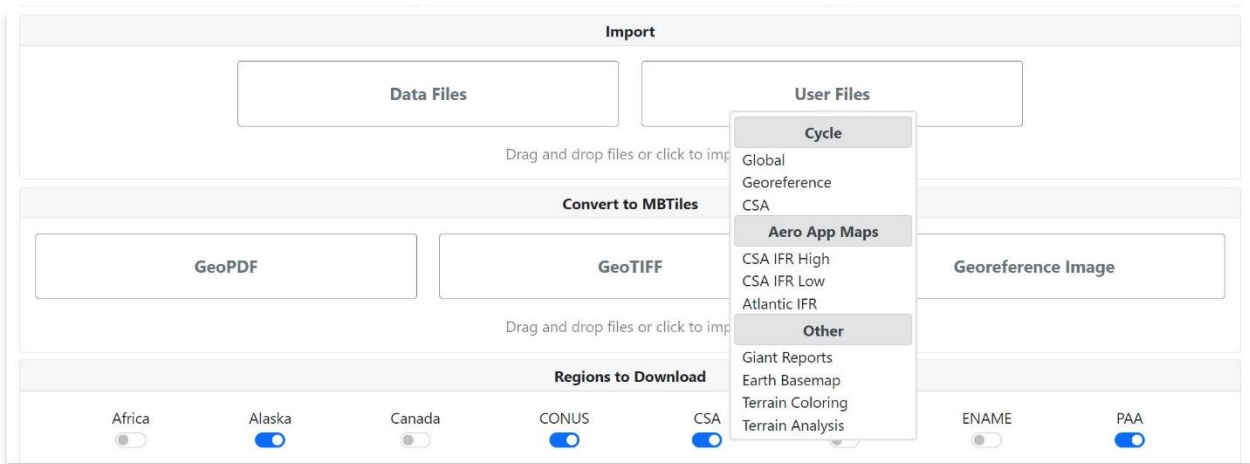 Import
Data Files User Files
Drag and drop files or click to imp
Convert to MBTiles
GeoPDF GeoTIFF Georeference Image
Drag and drop files or click to imp
Regions to Download
Africa Alaska Canada CONUS CSA ENAME PAA
Cycle
Global
Georeference
CSA
Aero App Maps
CSA IFR High
CSA IFR Low
Atlantic IFR
Other
Giant Reports
Earth Basemap
Terrain Coloring
Terrain Analysis